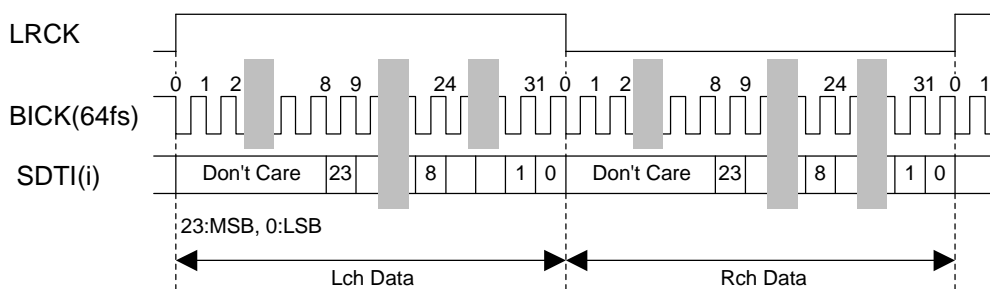 LRCK
0 1 2 8 9 24 31 0 1 2 8 9 24 31 0 1
BICK(64fs)
SDTI(i) Don't Care 23 8 1 0 Don't Care 23 8 1 0
23:MSB, 0:LSB
Lch Data Rch Data